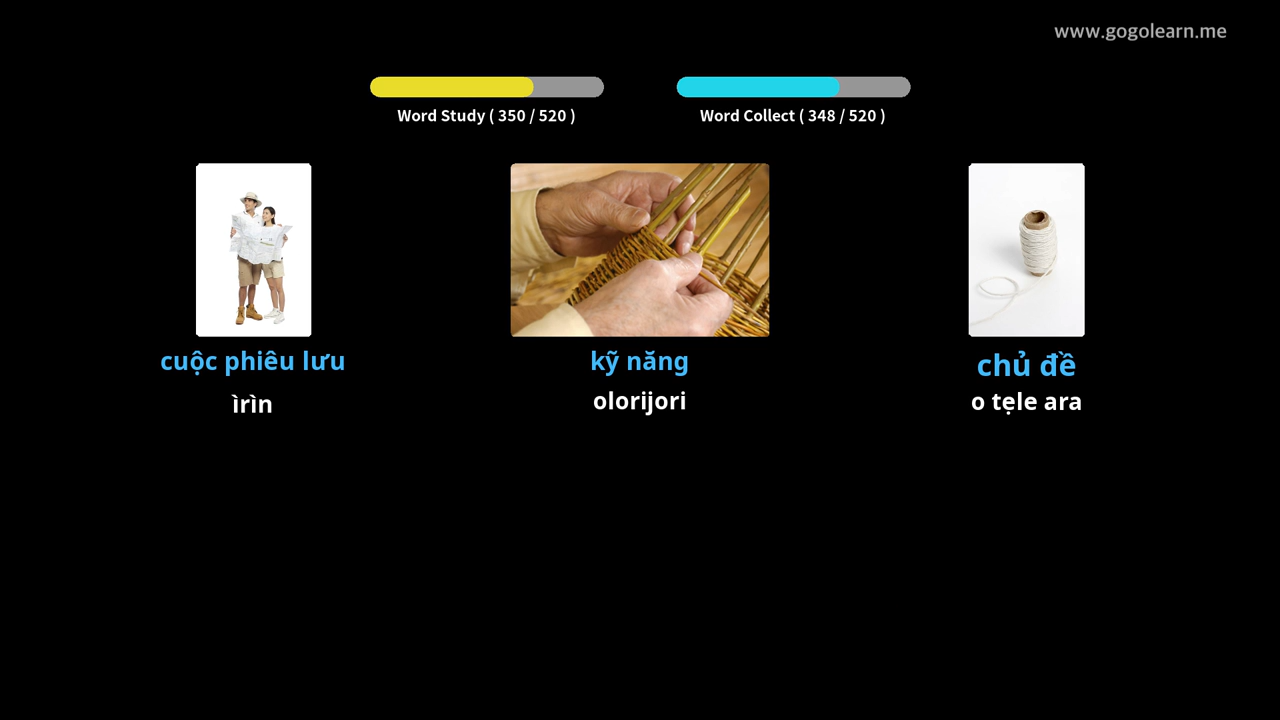 www.gogolearn.me
Word Study ( 350 / 520 )
Word Collect ( 348 / 520 )
cuộc phiêu lưu
ìrìn
kỹ năng
olorijori
chủ đề
o tẹle ara